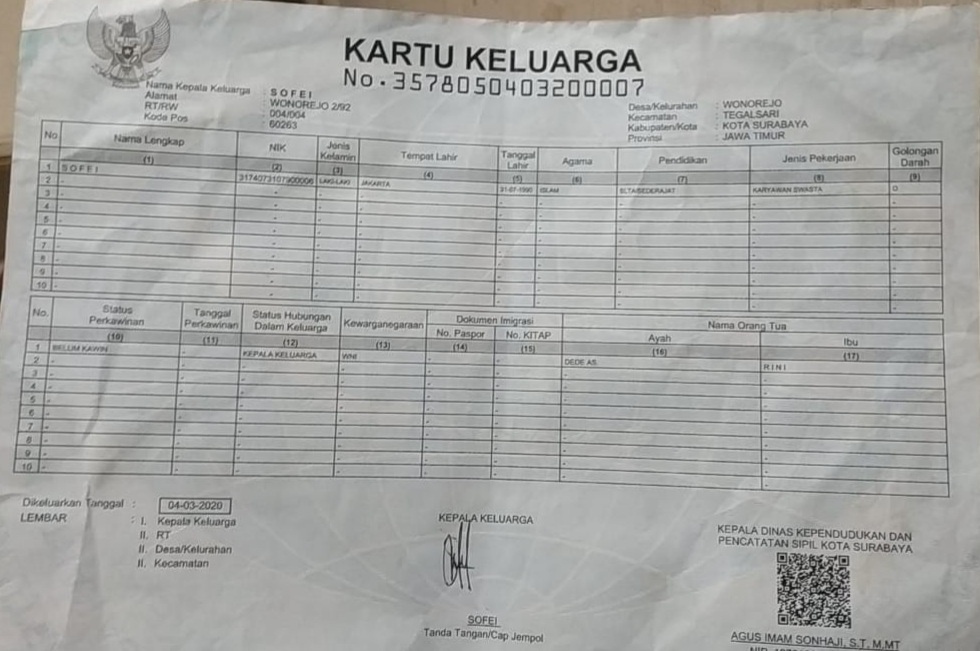 KARTU KELUARGA
No.3578050403200007
Nama Kepala Keluarga : SOFEI
Alamat : WONOREJO 2/92
RT/RW : 004/004
Kode Pos : 60263
Desa/Kelurahan : WONOREJO
Kecamatan : TEGALSARI
Kabupaten/Kota : KOTA SURABAYA
Provinsi : JAWA TIMUR
No Nama Lengkap NIK Jenis Kelamin Tempat Lahir Tanggal Lahir Agama Pendidikan Jenis Pekerjaan Golongan Darah
(1) (2) (3) (4) (5) (6) (7) (8) (9)
1 SOFEI 3174073107900006 LAKI-LAKI JAKARTA 31-07-1990 ISLAM SLTA/SEDERAJAT KARYAWAN SWASTA O
2 - - - - - - - - -
3 - - - - - - - - -
4 - - - - - - - - -
5 - - - - - - - - -
6 - - - - - - - - -
7 - - - - - - - - -
8 - - - - - - - - -
9 - - - - - - - - -
10 - - - - - - - - -
No. Status Perkawinan Tanggal Perkawinan Status Hubungan Dalam Keluarga Kewarganegaraan Dokumen Imigrasi Nama Orang Tua
No. Paspor No. KITAP Ayah Ibu
(10) (11) (12) (13) (14) (15) (16) (17)
1 BELUM KAWIN - KEPALA KELUARGA WNI - - DEDE AS. RINI
2 - - - - - - - -
3 - - - - - - - -
4 - - - - - - - -
5 - - - - - - - -
6 - - - - - - - -
7 - - - - - - - -
8 - - - - - - - -
9 - - - - - - - -
10 - - - - - - - -
Dikeluarkan Tanggal : 04-03-2020
LEMBAR : I. Kepala Keluarga
II. RT
II. Desa/Kelurahan
II. Kecamatan
KEPALA KELUARGA
SOFEI
Tanda Tangan/Cap Jempol
KEPALA DINAS KEPENDUDUKAN DAN
PENCATATAN SIPIL KOTA SURABAYA
AGUS IMAM SONHAJI, S.T, M.MT